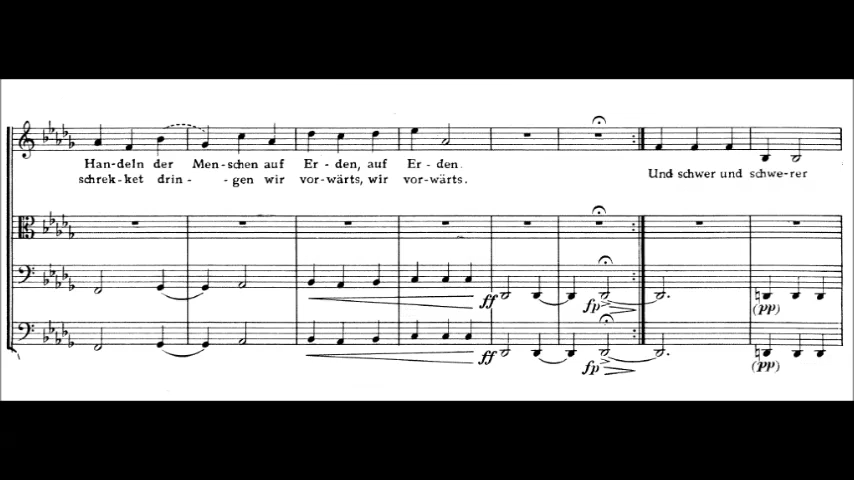 Han-deln der Men-schen auf Er - den, auf Er - den.
schrek-ket drin - - gen wir vor-wärts, wir vor-wärts.
Und schwer und schwe-rer
ff
fp
(pp)
ff
fp
(pp)